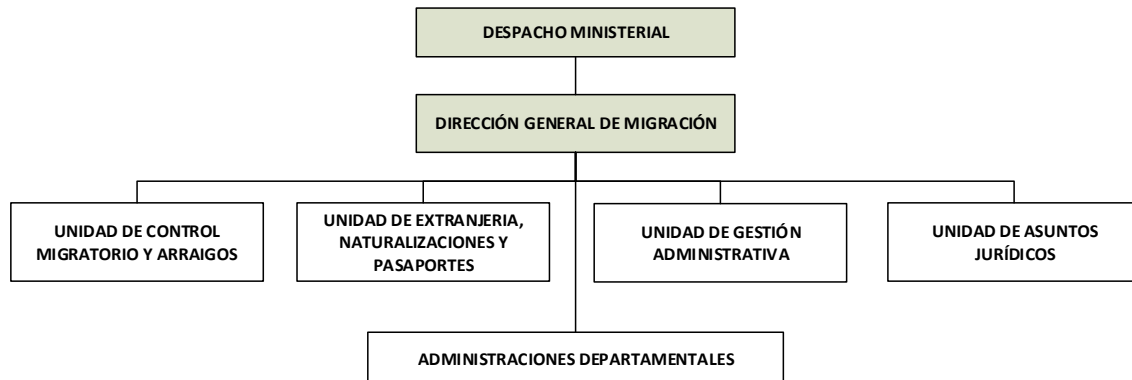 DESPACHO MINISTERIAL
DIRECCIÓN GENERAL DE MIGRACIÓN
UNIDAD DE CONTROL
MIGRATORIO Y ARRAIGOS
UNIDAD DE EXTRANJERIA,
NATURALIZACIONES Y
PASAPORTES
UNIDAD DE GESTIÓN
ADMINISTRATIVA
UNIDAD DE ASUNTOS
JURÍDICOS
ADMINISTRACIONES DEPARTAMENTALES